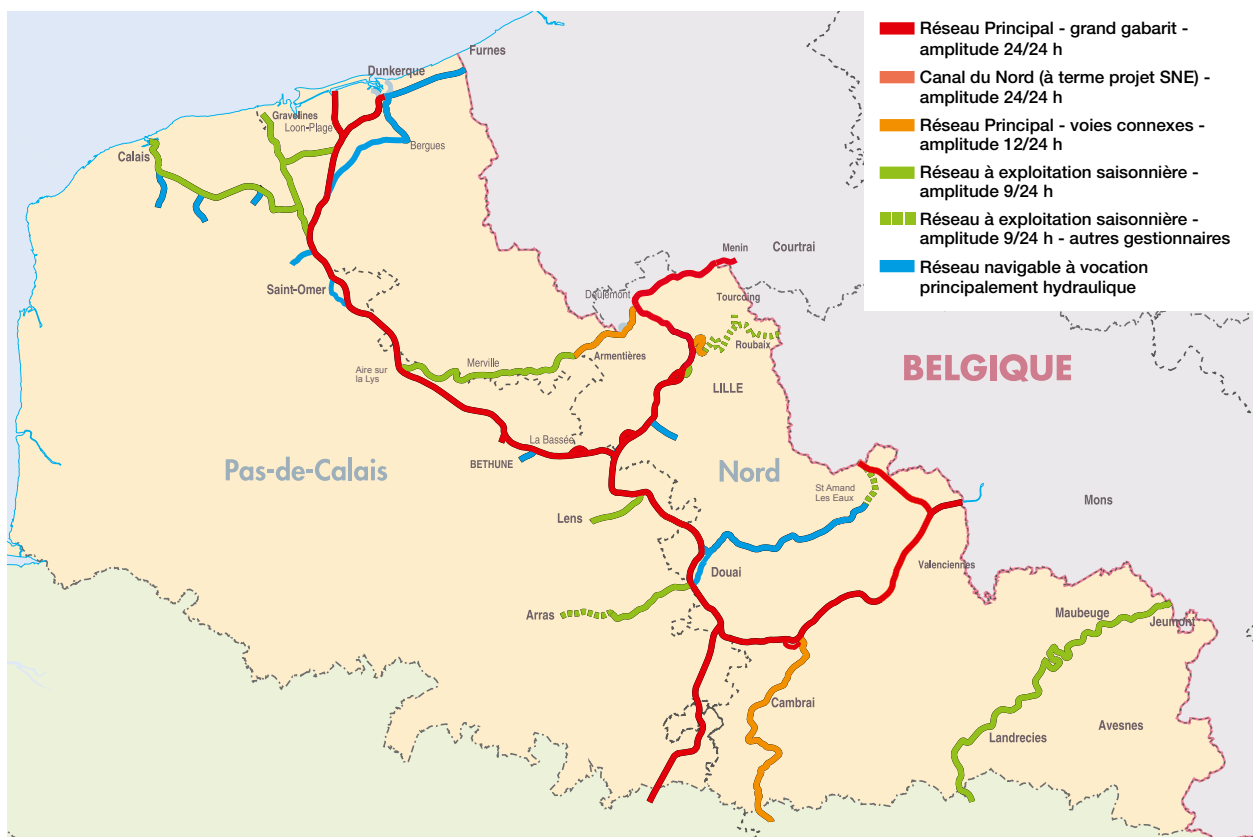 Réseau Principal - grand gabarit -
amplitude 24/24 h
Canal du Nord (à terme projet SNE) -
amplitude 24/24 h
Réseau Principal - voies connexes -
amplitude 12/24 h
Réseau à exploitation saisonnière -
amplitude 9/24 h
Réseau à exploitation saisonnière -
amplitude 9/24 h - autres gestionnaires
Réseau navigable à vocation
principalement hydraulique
Furnes
Dunkerque
Gravelines
Loon-Plage
Bergues
Calais
Menin
Courtrai
Saint-Omer
Deulemont
Tourcoing
Roubaix
Armentières
Merville
Aire sur
la Lys
LILLE
BELGIQUE
La Bassée
BETHUNE
Pas-de-Calais
Nord
St Amand
Les Eaux
Mons
Lens
Douai
Valenciennes
Arras
Maubeuge
Jeumont
Cambrai
Avesnes
Landrecies